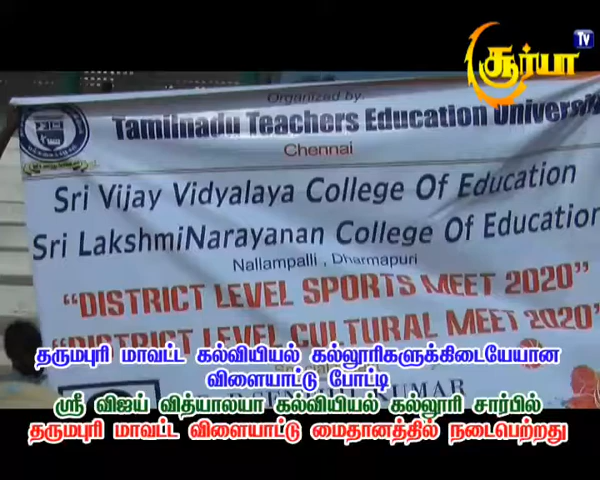 சூர்யா TV
Organized by
Tamilnadu Teachers Education University
Chennai
Sri Vijay Vidyalaya College Of Education
Sri LakshmiNarayanan College of Education
Nallampalli , Dharmapuri
"DISTRICT LEVEL SPORTS MEET 2020"
"DISTRICT LEVEL CULTURAL MEET 2020"
தருமபுரி மாவட்ட கல்வியியல் கல்லூரிகளுக்கிடையேயான
விளையாட்டு போட்டி
KUMAR
ஸ்ரீ விஜய் வித்யாலயா கல்வியியல் கல்லூரி சார்பில்
தருமபுரி மாவட்ட விளையாட்டு மைதானத்தில் நடைபெற்றது